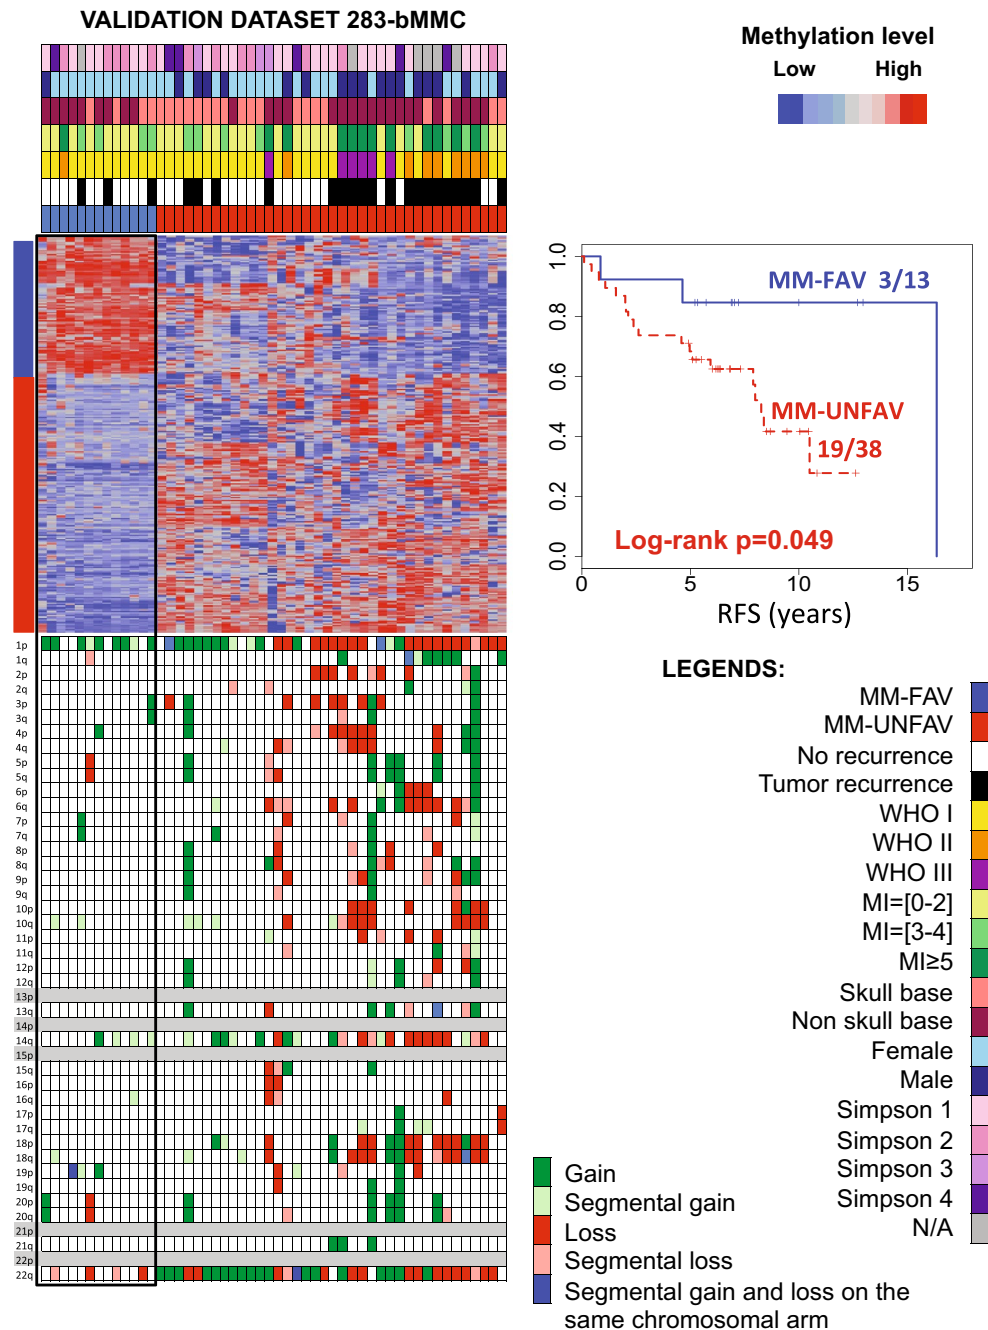 VALIDATION DATASET 283-bMMC
Methylation level
Low High
1.0
0.8
0.6
0.4
0.2
0.0
MM-FAV 3/13
MM-UNFAV
19/38
Log-rank p=0.049
0 5 10 15
RFS (years)
1p
1q
2p
2q
3p
3q
4p
4q
5p
5q
6p
6q
7p
7q
8p
8q
9p
9q
10p
10q
11p
11q
12p
12q
13p
13q
14p
14q
15p
15q
16p
16q
17p
17q
18p
18q
19p
19q
20p
20q
21p
21q
22p
22q
LEGENDS:
MM-FAV
MM-UNFAV
No recurrence
Tumor recurrence
WHO I
WHO II
WHO III
MI=[0-2]
MI=[3-4]
MI≥5
Skull base
Non skull base
Female
Male
Simpson 1
Simpson 2
Simpson 3
Simpson 4
N/A
Gain
Segmental gain
Loss
Segmental loss
Segmental gain and loss on the
same chromosomal arm